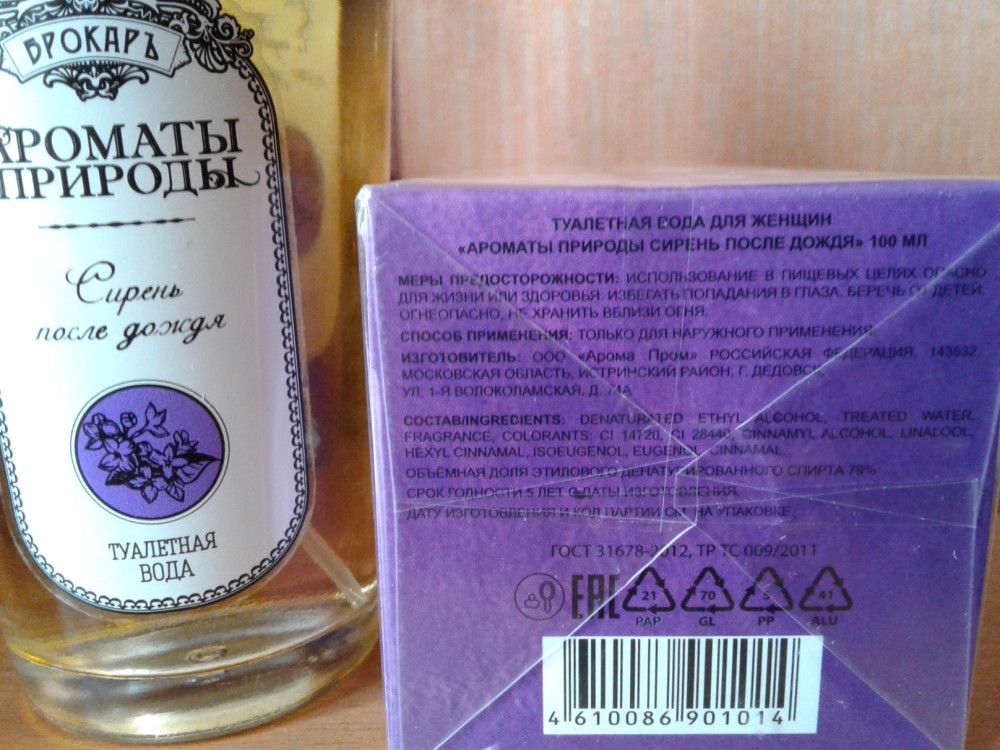 БРОКАРЪ
АРОМАТЫ
ПРИРОДЫ
Сирень
после дождя
ТУАЛЕТНАЯ
ВОДА
ТУАЛЕТНАЯ ВОДА ДЛЯ ЖЕНЩИН
«АРОМАТЫ ПРИРОДЫ СИРЕНЬ ПОСЛЕ ДОЖДЯ» 100 МЛ
МЕРЫ ПРЕДОСТОРОЖНОСТИ: ИСПОЛЬЗОВАНИЕ В ПИЩЕВЫХ ЦЕЛЯХ ОПАСНО
ДЛЯ ЖИЗНИ ИЛИ ЗДОРОВЬЯ. ИЗБЕГАТЬ ПОПАДАНИЯ В ГЛАЗА. БЕРЕЧЬ ОТ ДЕТЕЙ.
ОГНЕОПАСНО, НЕ ХРАНИТЬ ВБЛИЗИ ОГНЯ.
СПОСОБ ПРИМЕНЕНИЯ: ТОЛЬКО ДЛЯ НАРУЖНОГО ПРИМЕНЕНИЯ.
ИЗГОТОВИТЕЛЬ: ООО «Арома Пром» РОССИЙСКАЯ ФЕДЕРАЦИЯ, 143532,
МОСКОВСКАЯ ОБЛАСТЬ, ИСТРИНСКИЙ РАЙОН, Г. ДЕДОВСК,
УЛ. 1-Я ВОЛОКОЛАМСКАЯ, Д. 74А
СОСТАВ/INGREDIENTS: DENATURATED ETHYL ALCOHOL, TREATED WATER,
FRAGRANCE, COLORANTS: CI 14720, CI 28440, CINNAMYL ALCOHOL, LINALOOL,
HEXYL CINNAMAL, ISOEUGENOL, EUGENOL, CINNAMAL
ОБЪЁМНАЯ ДОЛЯ ЭТИЛОВОГО ДЕНАТУРИРОВАННОГО СПИРТА 79%
СРОК ГОДНОСТИ 5 ЛЕТ С ДАТЫ ИЗГОТОВЛЕНИЯ.
ДАТУ ИЗГОТОВЛЕНИЯ И КОД ПАРТИИ СМ. НА УПАКОВКЕ
ГОСТ 31678-2012, ТР ТС 009/2011
EAC 21 70 5 41
PAP GL PP ALU
4 610086 901014